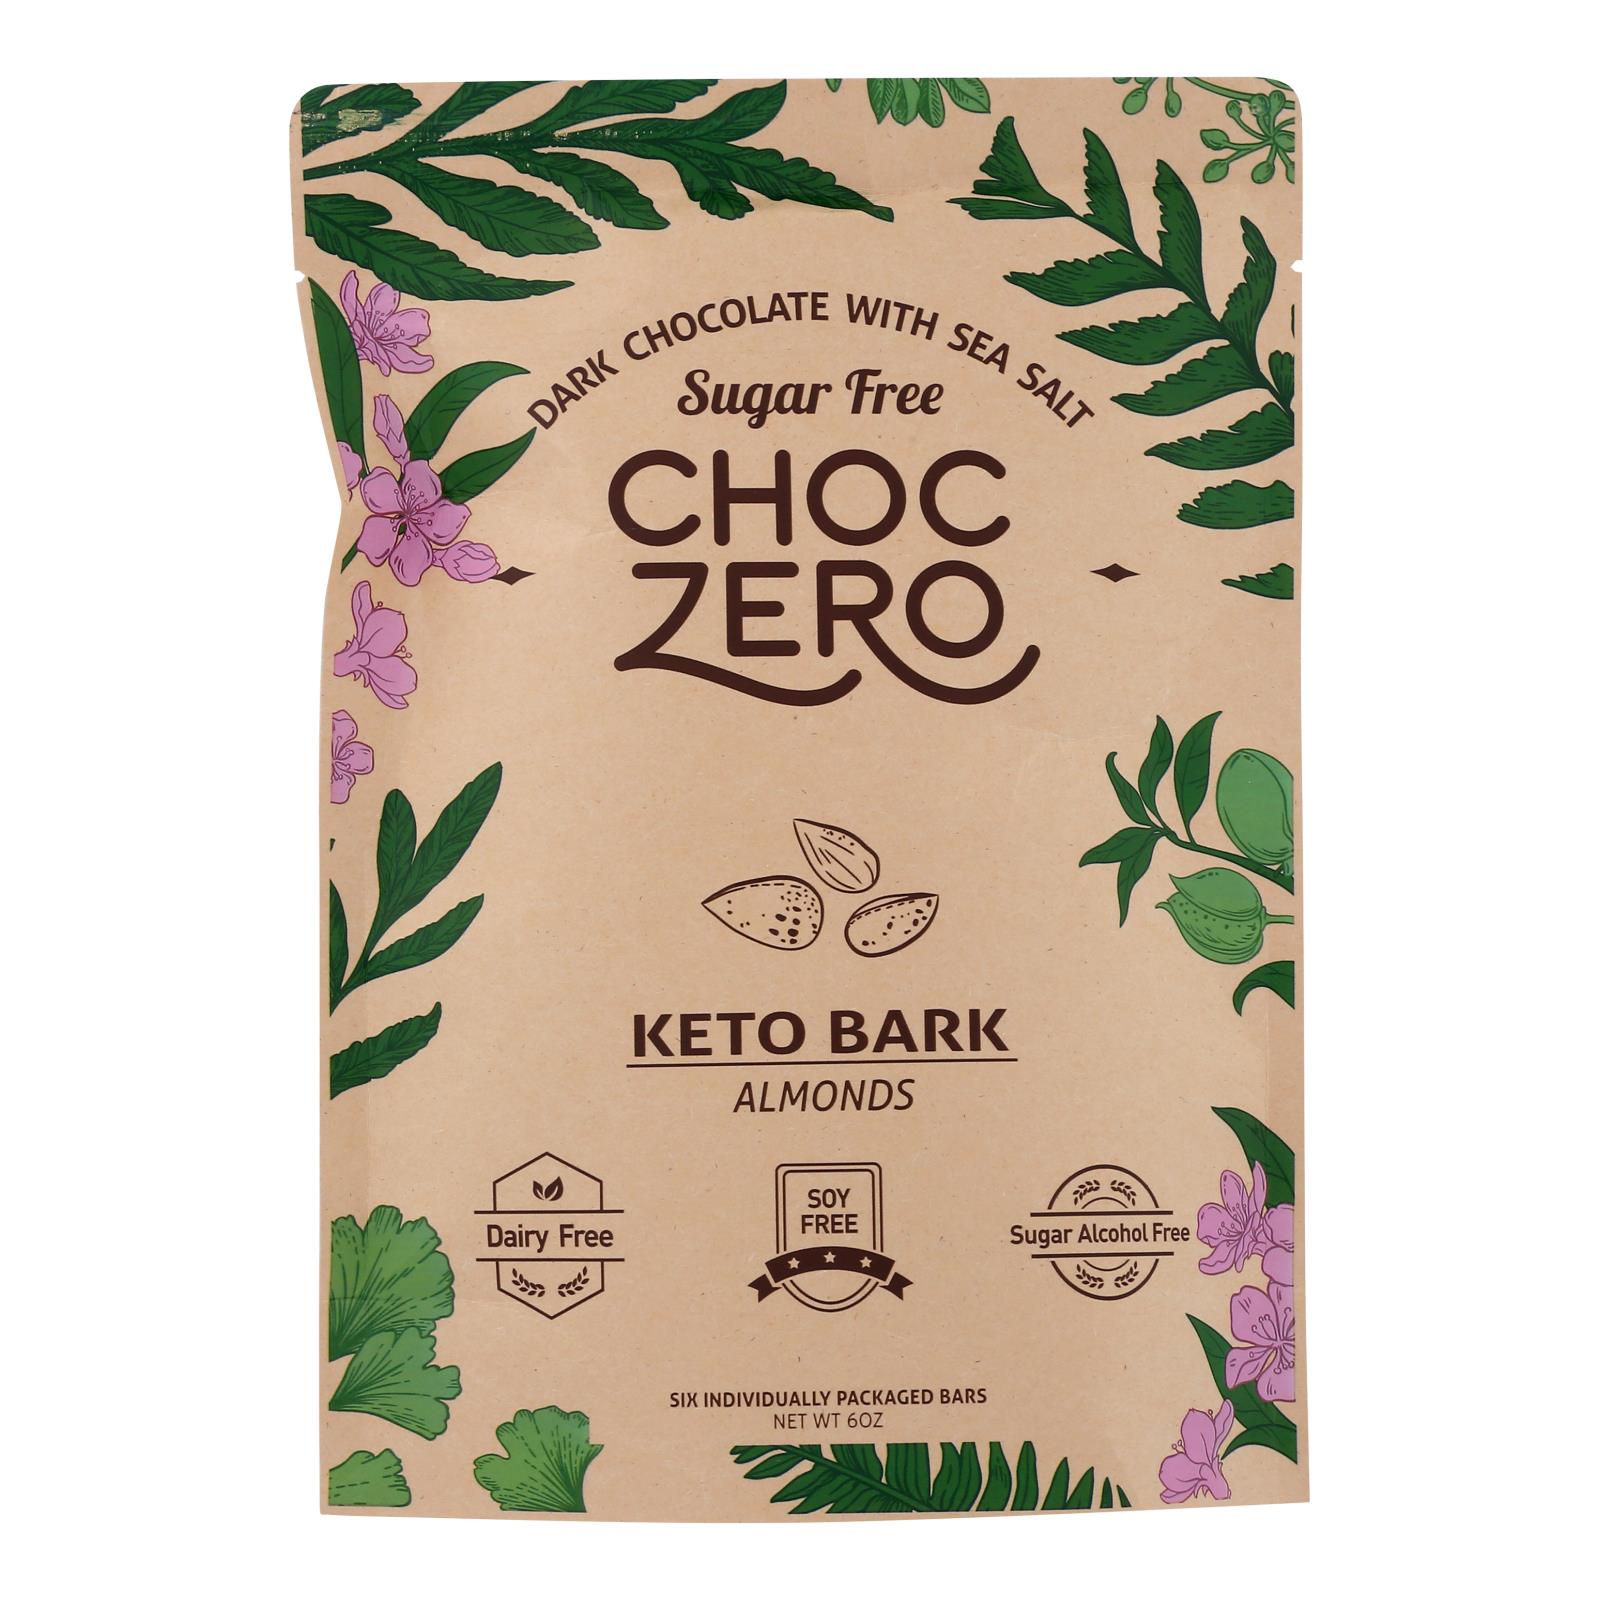 DARK CHOCOLATE WITH SEA SALT
Sugar Free
CHOC
ZERO
KETO BARK
ALMONDS
Dairy Free
SOY
FREE
Sugar Alcohol Free
SIX INDIVIDUALLY PACKAGED BARS
NET WT 6OZ